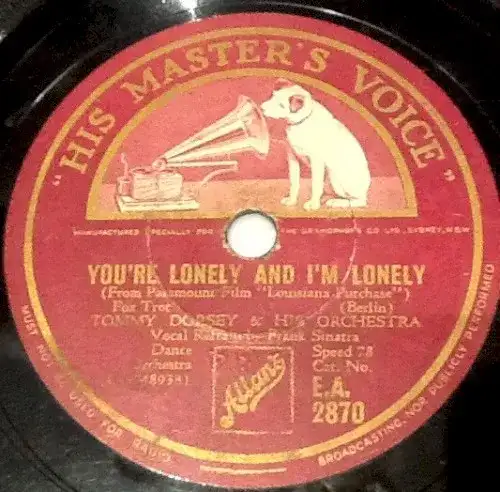 "HIS MASTER'S VOICE"
MANUFACTURED SPECIALLY FOR THE GRAMOPHONE CO LTD, SYDNEY, N.S.W.
YOU'RE LONELY AND I'M LONELY
(From Paramount Film "Louisiana Purchase")
Fox Trot (Berlin)
TOMMY DORSEY & HIS ORCHESTRA
Vocal Refrain by Frank Sinatra
Dance Speed 78
Orchestra Cat. No.
48938) E.A.
2870
Allan's
MUST NOT BE USED FOR RADIO
BROADCASTING, NOR PUBLICLY PERFORMED